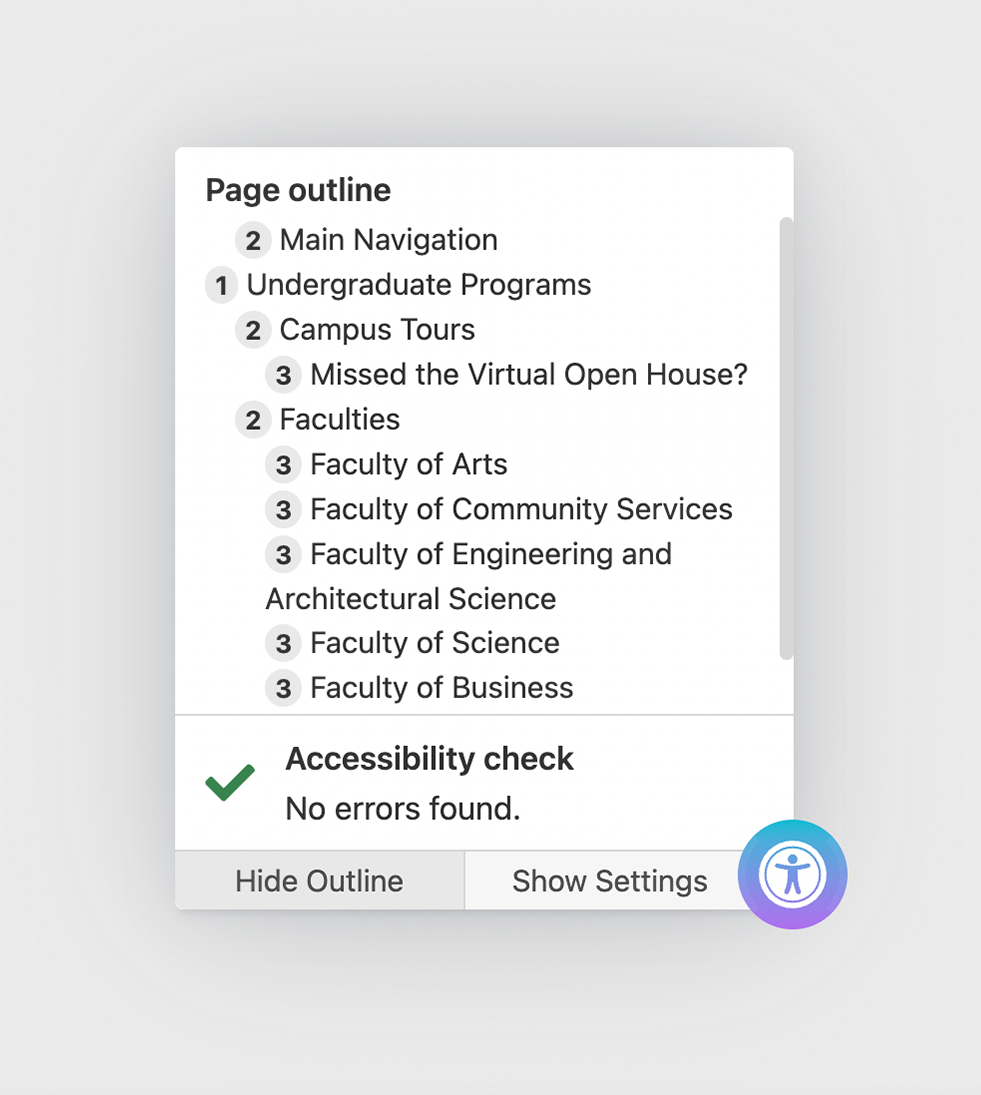 Page outline
2 Main Navigation
1 Undergraduate Programs
2 Campus Tours
3 Missed the Virtual Open House?
2 Faculties
3 Faculty of Arts
3 Faculty of Community Services
3 Faculty of Engineering and
Architectural Science
3 Faculty of Science
3 Faculty of Business
Accessibility check
No errors found.
Hide Outline Show Settings